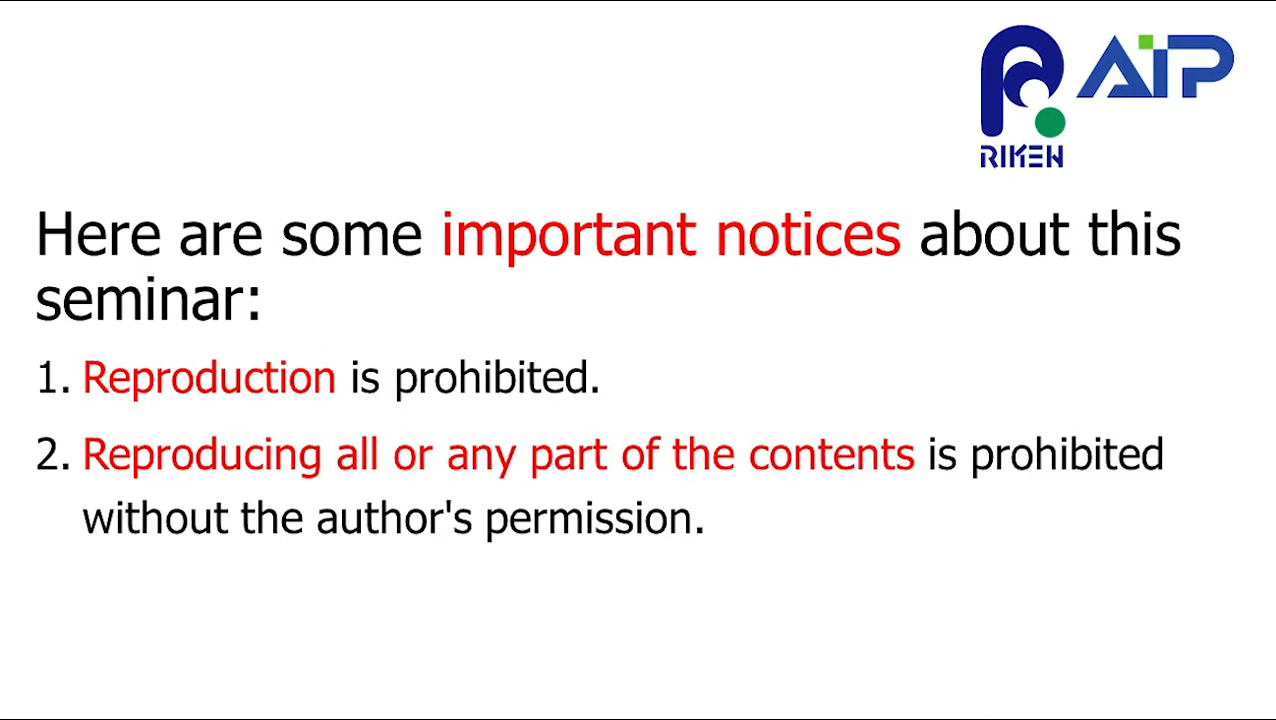 AIP
RIKEN
Here are some important notices about this
seminar:
1. Reproduction is prohibited.
2. Reproducing all or any part of the contents is prohibited
without the author's permission.